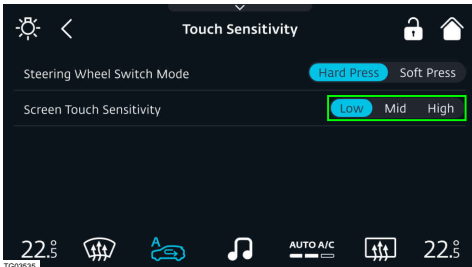 Touch Sensitivity
Steering Wheel Switch Mode Hard Press Soft Press
Screen Touch Sensitivity Low Mid High
A
22.5 AUTO A/C 22.5
TG03535